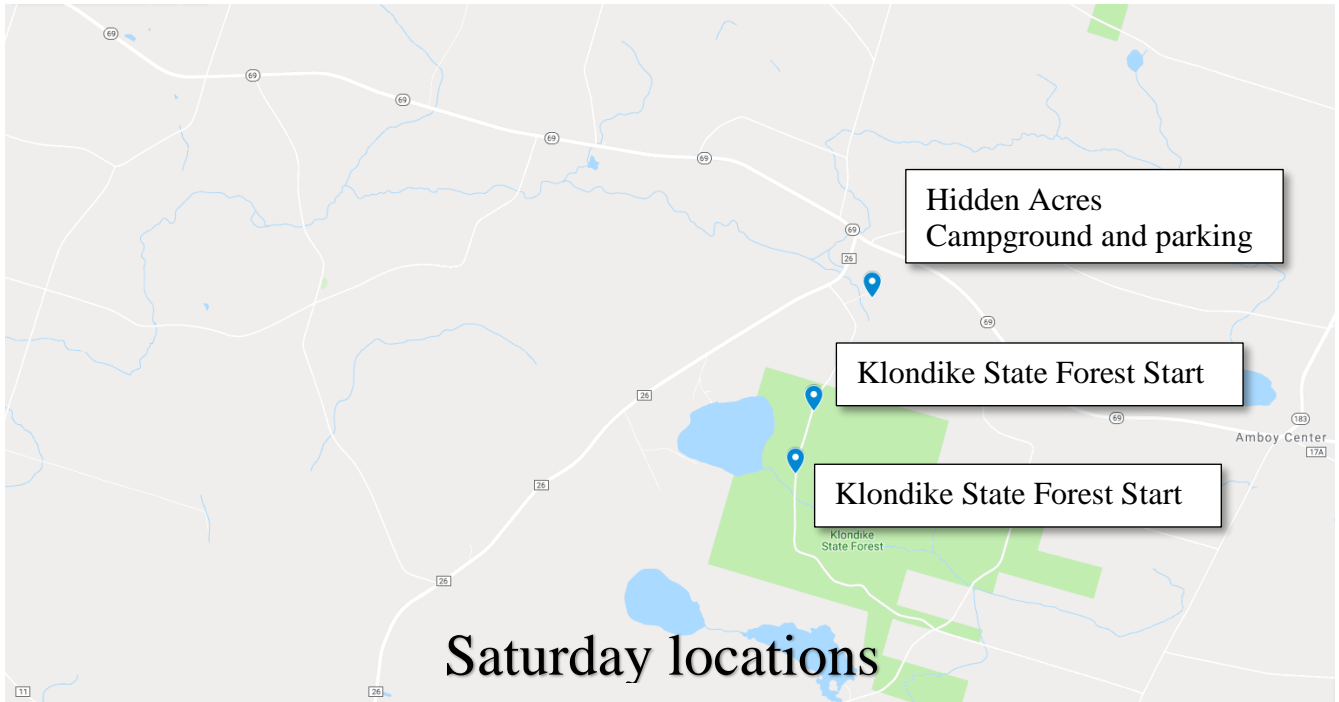 69
69
69
69
69
Hidden Acres
Campground and parking
69
26
69
Klondike State Forest Start
26
69
183
Amboy Center
17A
Klondike State Forest Start
26
Klondike
State Forest
26
Saturday locations
11
26